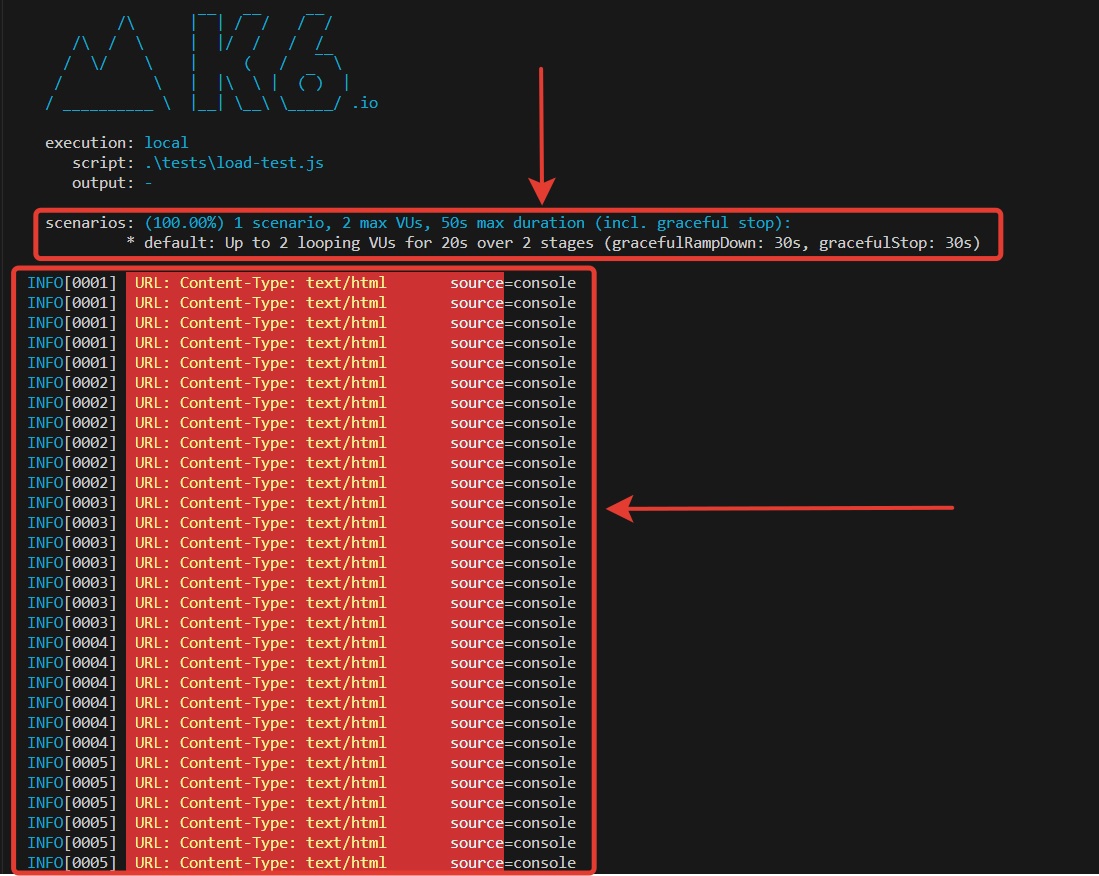 K6 .io
execution: local
script: .\tests\load-test.js
output: -
scenarios: (100.00%) 1 scenario, 2 max VUs, 50s max duration (incl. graceful stop):
* default: Up to 2 looping VUs for 20s over 2 stages (gracefulRampDown: 30s, gracefulStop: 30s)
INFO[0001] URL: Content-Type: text/html source=console
INFO[0001] URL: Content-Type: text/html source=console
INFO[0001] URL: Content-Type: text/html source=console
INFO[0001] URL: Content-Type: text/html source=console
INFO[0001] URL: Content-Type: text/html source=console
INFO[0002] URL: Content-Type: text/html source=console
INFO[0002] URL: Content-Type: text/html source=console
INFO[0002] URL: Content-Type: text/html source=console
INFO[0002] URL: Content-Type: text/html source=console
INFO[0002] URL: Content-Type: text/html source=console
INFO[0002] URL: Content-Type: text/html source=console
INFO[0003] URL: Content-Type: text/html source=console
INFO[0003] URL: Content-Type: text/html source=console
INFO[0003] URL: Content-Type: text/html source=console
INFO[0003] URL: Content-Type: text/html source=console
INFO[0003] URL: Content-Type: text/html source=console
INFO[0003] URL: Content-Type: text/html source=console
INFO[0003] URL: Content-Type: text/html source=console
INFO[0004] URL: Content-Type: text/html source=console
INFO[0004] URL: Content-Type: text/html source=console
INFO[0004] URL: Content-Type: text/html source=console
INFO[0004] URL: Content-Type: text/html source=console
INFO[0004] URL: Content-Type: text/html source=console
INFO[0004] URL: Content-Type: text/html source=console
INFO[0005] URL: Content-Type: text/html source=console
INFO[0005] URL: Content-Type: text/html source=console
INFO[0005] URL: Content-Type: text/html source=console
INFO[0005] URL: Content-Type: text/html source=console
INFO[0005] URL: Content-Type: text/html source=console
INFO[0005] URL: Content-Type: text/html source=console